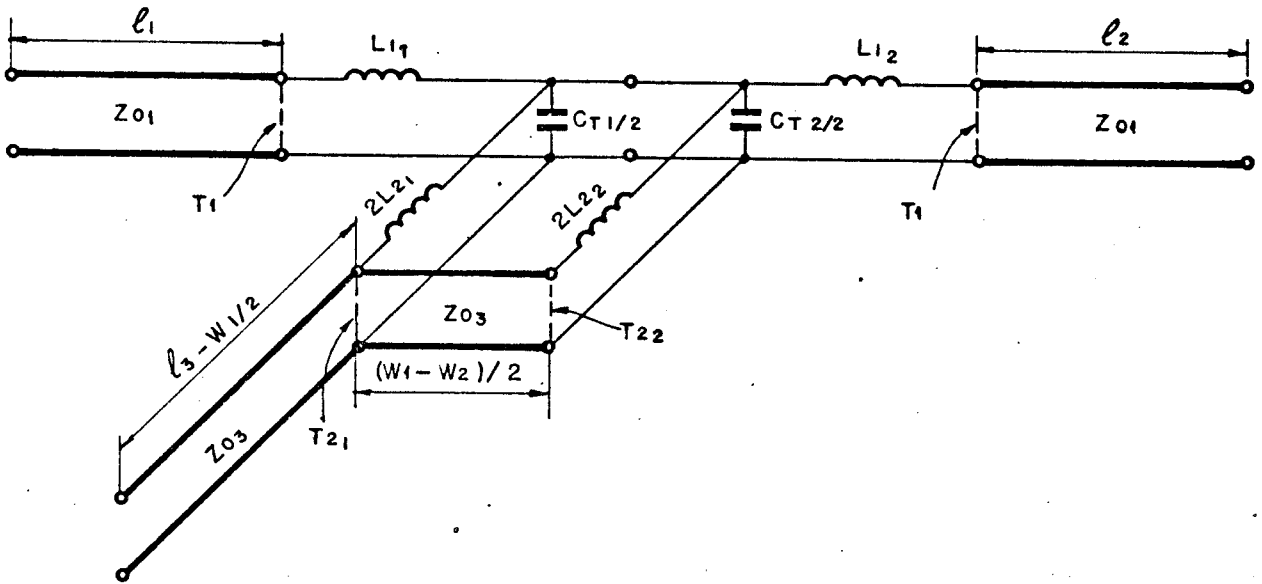 ℓ1
ℓ2
L11
L12
Z01
CT1/2
CT2/2
Z01
T1
T1
2L21
2L22
ℓ3-W1/2
Z03
T22
(W1-W2)/2
T21
Z03